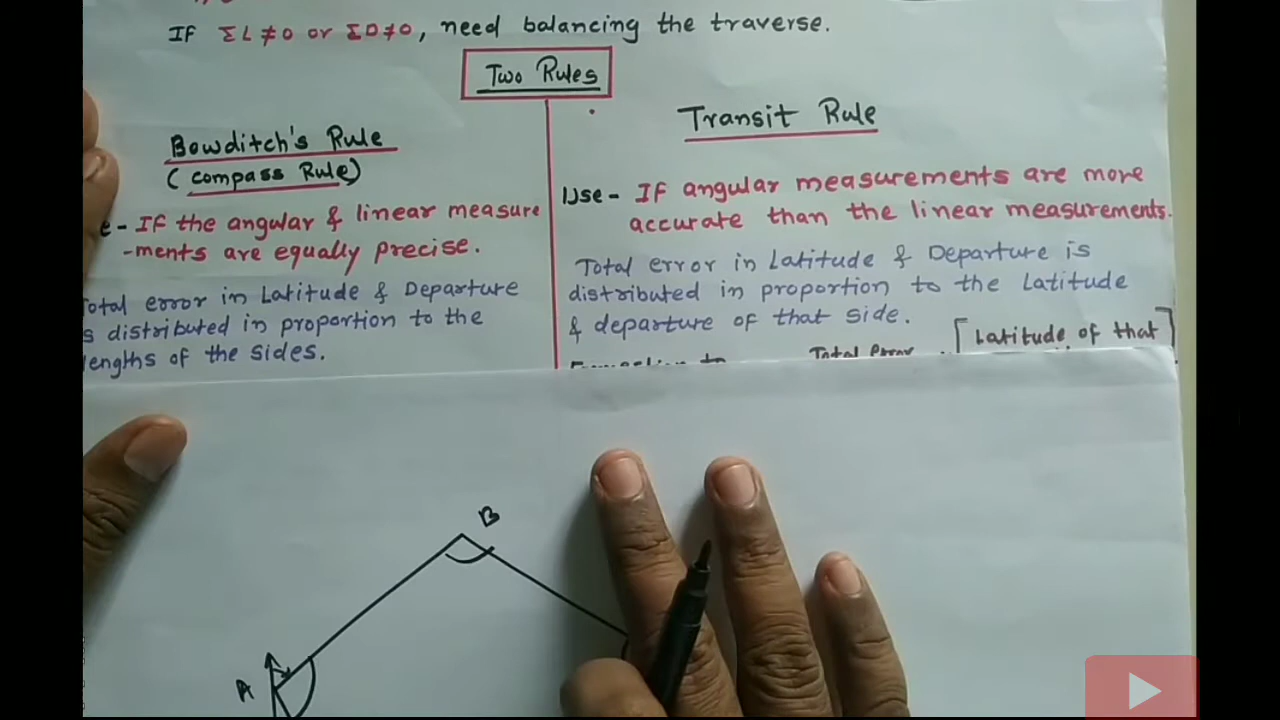 If ΣL≠0 or ΣD≠0, need balancing the traverse.
Two Rules
Bowditch's Rule
(compass Rule)
e - If the angular & linear measure
-ments are equally precise.
Total error in Latitude & Departure
s distributed in proportion to the
lengths of the sides.
Transit Rule
Use - If angular measurements are more
accurate than the linear measurements.
Total error in Latitude & Departure is
distributed in proportion to the Latitude
& departure of that side.
[Latitude of that]
Total Error
B
A